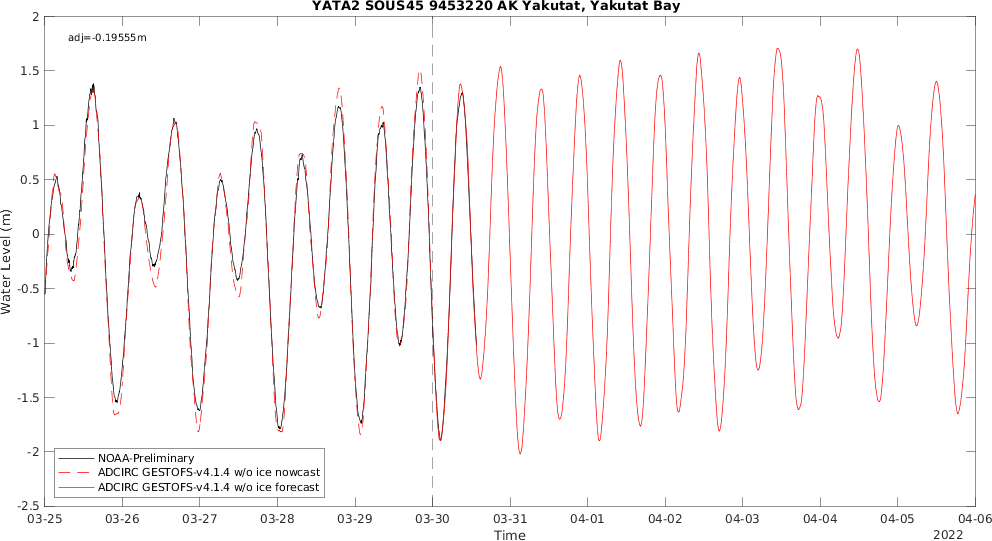 YATA2 SOUS45 9453220 AK Yakutat, Yakutat Bay
adj=-0.19555m
2
1.5
1
0.5
0
-0.5
-1
-1.5
-2
-2.5
Water Level (m)
NOAA-Preliminary
ADCIRC GESTOFS-v4.1.4 w/o ice nowcast
ADCIRC GESTOFS-v4.1.4 w/o ice forecast
03-25 03-26 03-27 03-28 03-29 03-30 03-31 04-01 04-02 04-03 04-04 04-05 04-06
Time
2022